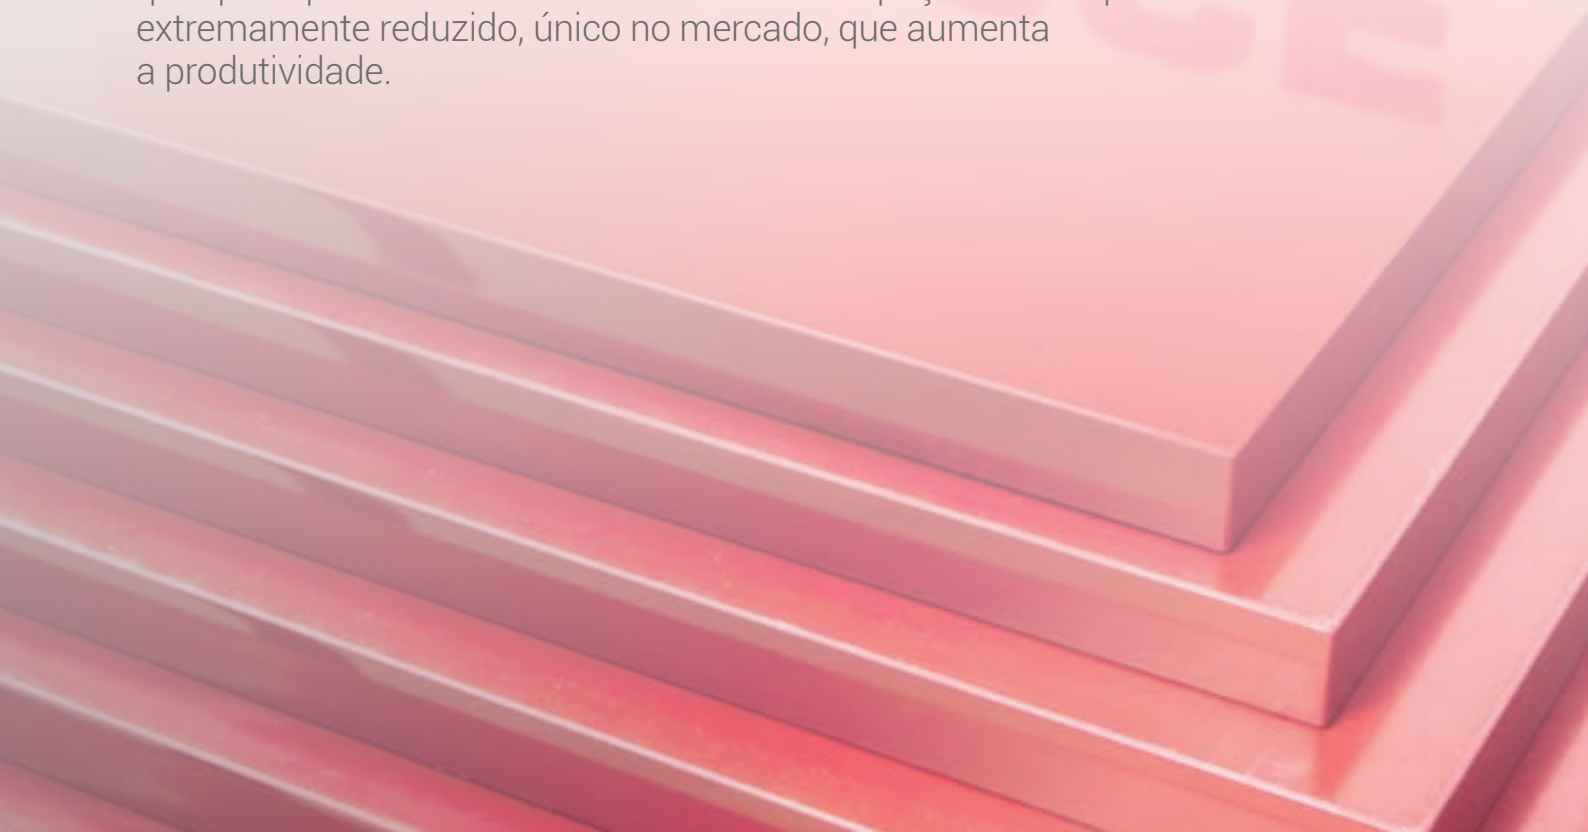 extremamente reduzido, único no mercado, que aumenta
a produtividade.